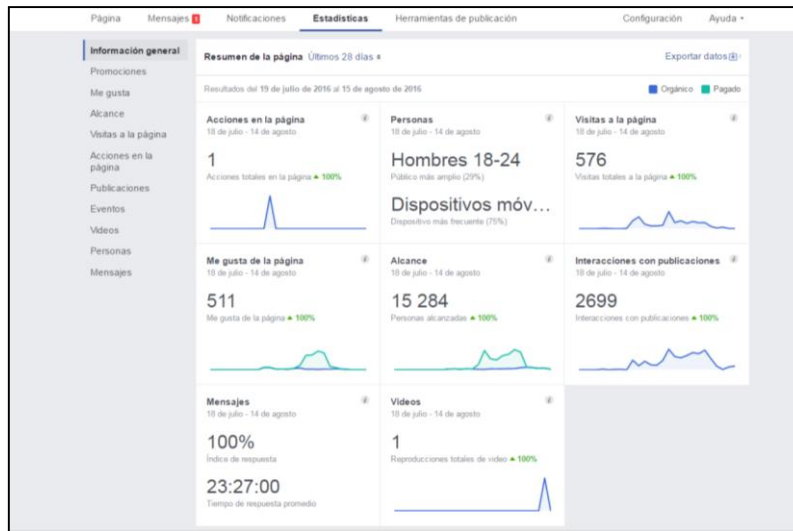 Página Mensajes 1 Notificaciones Estadísticas Herramientas de publicación Configuración Ayuda
Información general
Promociones
Me gusta
Alcance
Visitas a la página
Acciones en la
página
Publicaciones
Eventos
Videos
Personas
Mensajes
Resumen de la página Últimos 28 días Exportar datos
Resultados del 19 de julio de 2016 al 15 de agosto de 2016 Orgánico Pagado
Acciones en la página
18 de julio - 14 de agosto
1
Acciones totales en la página 100%
Personas
18 de julio - 14 de agosto
Hombres 18-24
Público más amplio (29%)
Dispositivos móv...
Dispositivo más frecuente (75%)
Visitas a la página
18 de julio - 14 de agosto
576
Visitas totales a la página 100%
Me gusta de la página
18 de julio - 14 de agosto
511
Me gusta de la página 100%
Alcance
18 de julio - 14 de agosto
15 284
Personas alcanzadas 100%
Interacciones con publicaciones
18 de julio - 14 de agosto
2699
Interacciones con publicaciones 100%
Mensajes
18 de julio - 14 de agosto
100%
Índice de respuesta
23:27:00
Tiempo de respuesta promedio
Videos
18 de julio - 14 de agosto
1
Reproducciones totales de video 100%